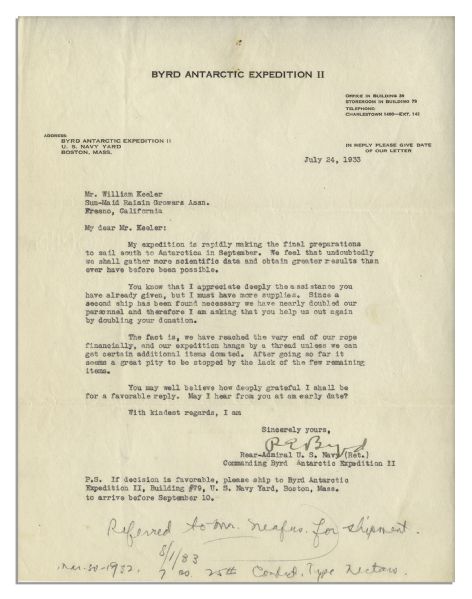 BYRD ANTARCTIC EXPEDITION II
OFFICE IN BUILDING 39
STOREROOM IN BUILDING 79
TELEPHONE:
CHARLESTOWN 1400—EXT. 142
ADDRESS:
BYRD ANTARCTIC EXPEDITION II
U. S. NAVY YARD
BOSTON, MASS.
IN REPLY PLEASE GIVE DATE
OF OUR LETTER
July 24, 1933
Mr. William Keeler
Sun-Maid Raisin Growers Assn.
Fresno, California
My dear Mr. Keeler:
My expedition is rapidly making the final preparations
to sail south to Antarctica in September. We feel that undoubtedly
we shall gather more scientific data and obtain greater results than
ever have before been possible.
You know that I appreciate deeply the assistance you
have already given, but I must have more supplies. Since a
second ship has been found necessary we have nearly doubled our
personnel and therefore I am asking that you help us out again
by doubling your donation.
The fact is, we have reached the very end of our rope
financially, and our expedition hangs by a thread unless we can
get certain additional items donated. After going so far it
seems a great pity to be stopped by the lack of the few remaining
items.
You may well believe how deeply grateful I shall be
for a favorable reply. May I hear from you at an early date?
With kindest regards, I am
Sincerely yours,
R E Byrd
Rear-Admiral U. S. Navy (Ret.)
Commanding Byrd Antarctic Expedition II
P.S. If decision is favorable, please ship to Byrd Antarctic
Expedition II, Building #79, U. S. Navy Yard, Boston, Mass.
to arrive before September 10.
Referred to Mr. for shipment.
8/1/33
Mar. 30-1932. 25th Type Nectars.